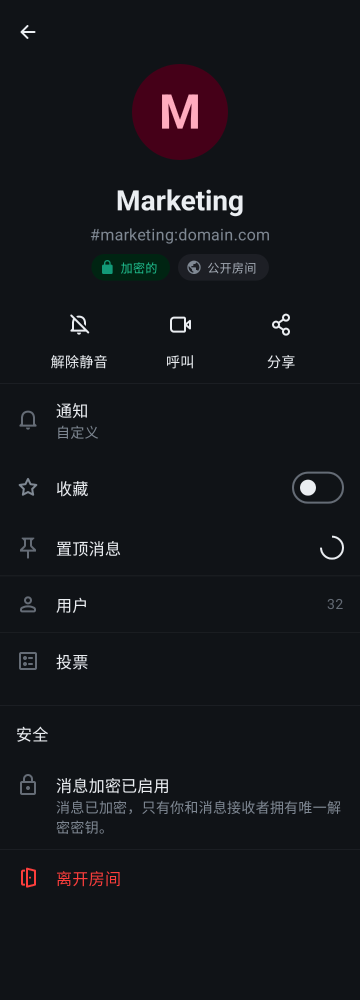 M
Marketing
#marketing:domain.com
加密的 公开房间
解除静音 呼叫 分享
通知
自定义
收藏
置顶消息
用户 32
投票
安全
消息加密已启用
消息已加密，只有你和消息接收者拥有唯一解
密密钥。
离开房间